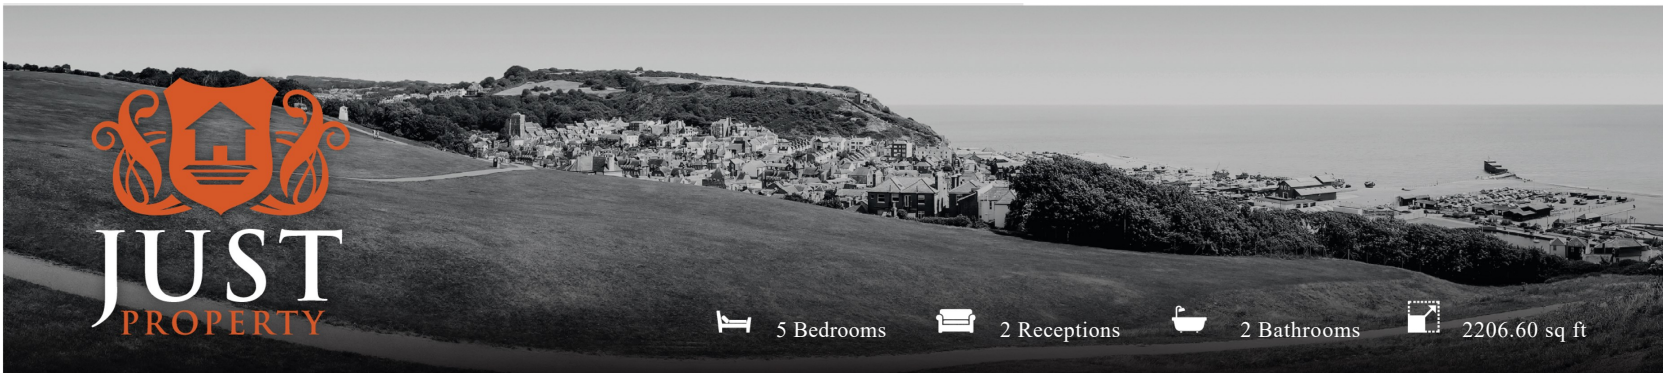 JUST
PROPERTY
5 Bedrooms 2 Receptions 2 Bathrooms 2206.60 sq ft